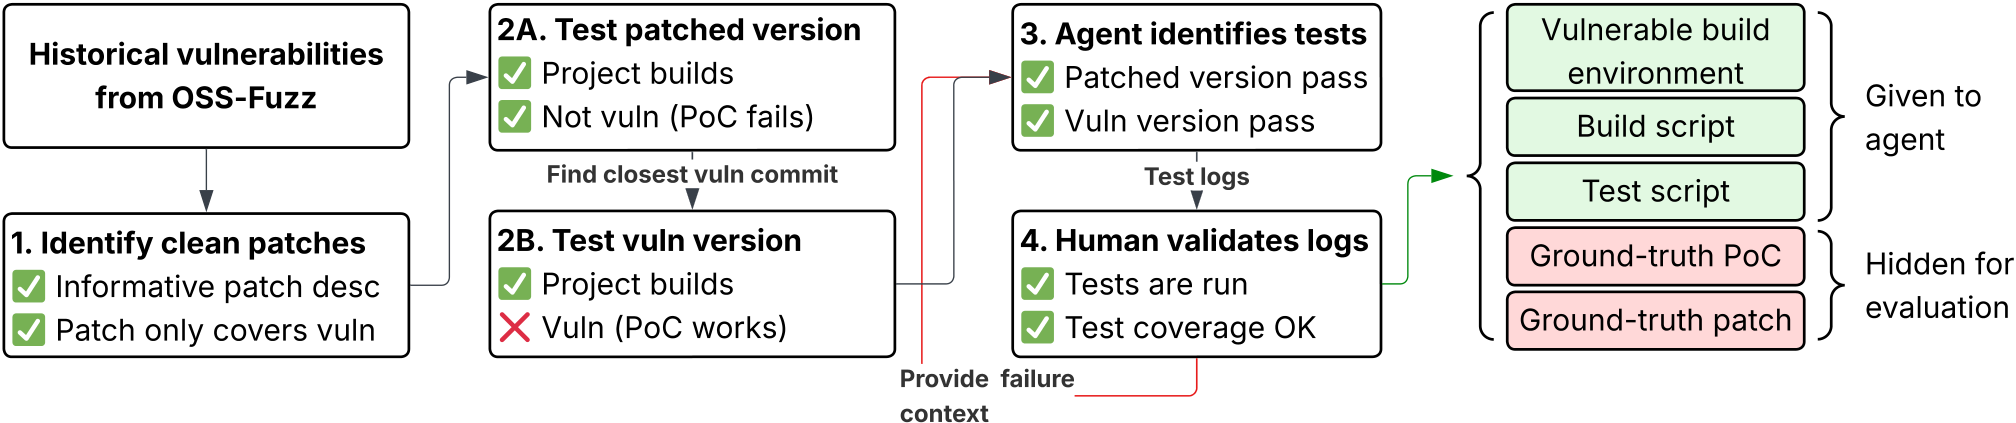 Historical vulnerabilities
from OSS-Fuzz
1. Identify clean patches
✅ Informative patch desc
✅ Patch only covers vuln
2A. Test patched version
✅ Project builds
✅ Not vuln (PoC fails)
Find closest vuln commit
2B. Test vuln version
✅ Project builds
❌ Vuln (PoC works)
3. Agent identifies tests
✅ Patched version pass
✅ Vuln version pass
Test logs
4. Human validates logs
✅ Tests are run
✅ Test coverage OK
Provide failure
context
Vulnerable build
environment
Build script
Test script
Ground-truth PoC
Ground-truth patch
Given to
agent
Hidden for
evaluation